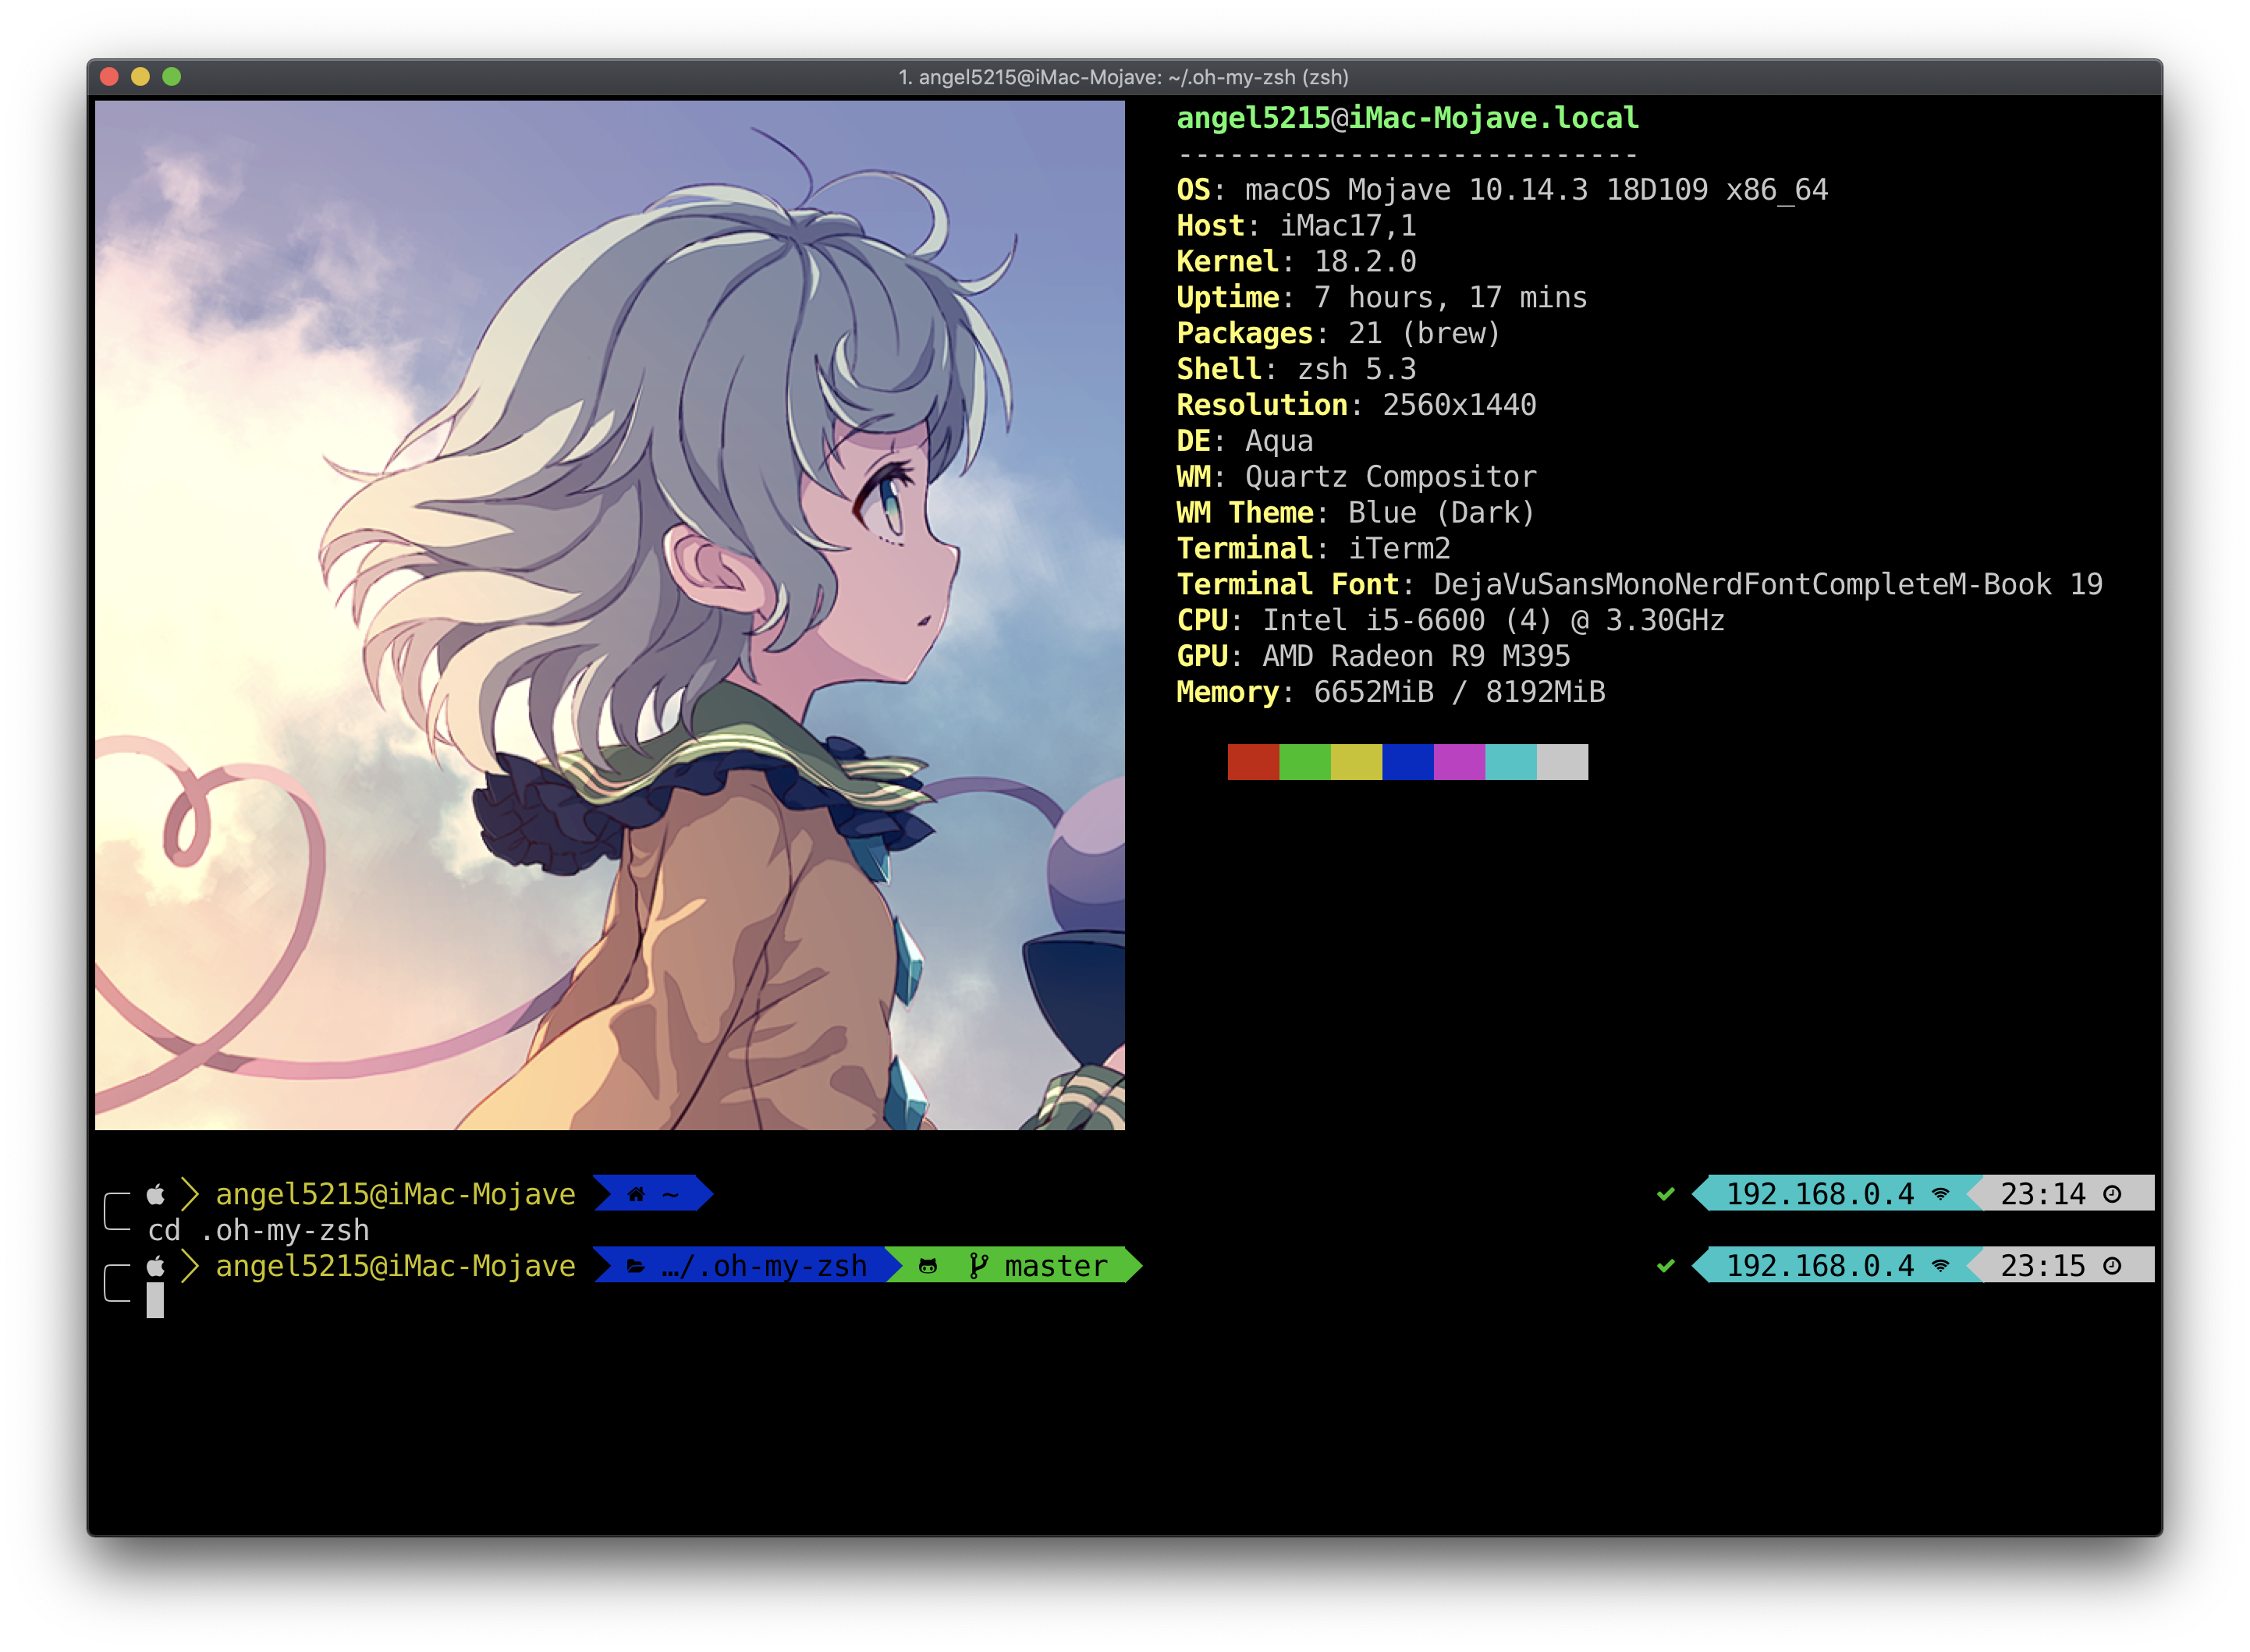 1. angel5215@iMac-Mojave: ~/.oh-my-zsh (zsh)
angel5215@iMac-Mojave.local
---------------------------
OS: macOS Mojave 10.14.3 18D109 x86_64
Host: iMac17,1
Kernel: 18.2.0
Uptime: 7 hours, 17 mins
Packages: 21 (brew)
Shell: zsh 5.3
Resolution: 2560x1440
DE: Aqua
WM: Quartz Compositor
WM Theme: Blue (Dark)
Terminal: iTerm2
Terminal Font: DejaVuSansMonoNerdFontCompleteM-Book 19
CPU: Intel i5-6600 (4) @ 3.30GHz
GPU: AMD Radeon R9 M395
Memory: 6652MiB / 8192MiB
angel5215@iMac-Mojave ~ 192.168.0.4 23:14
cd .oh-my-zsh
angel5215@iMac-Mojave …/.oh-my-zsh master 192.168.0.4 23:15